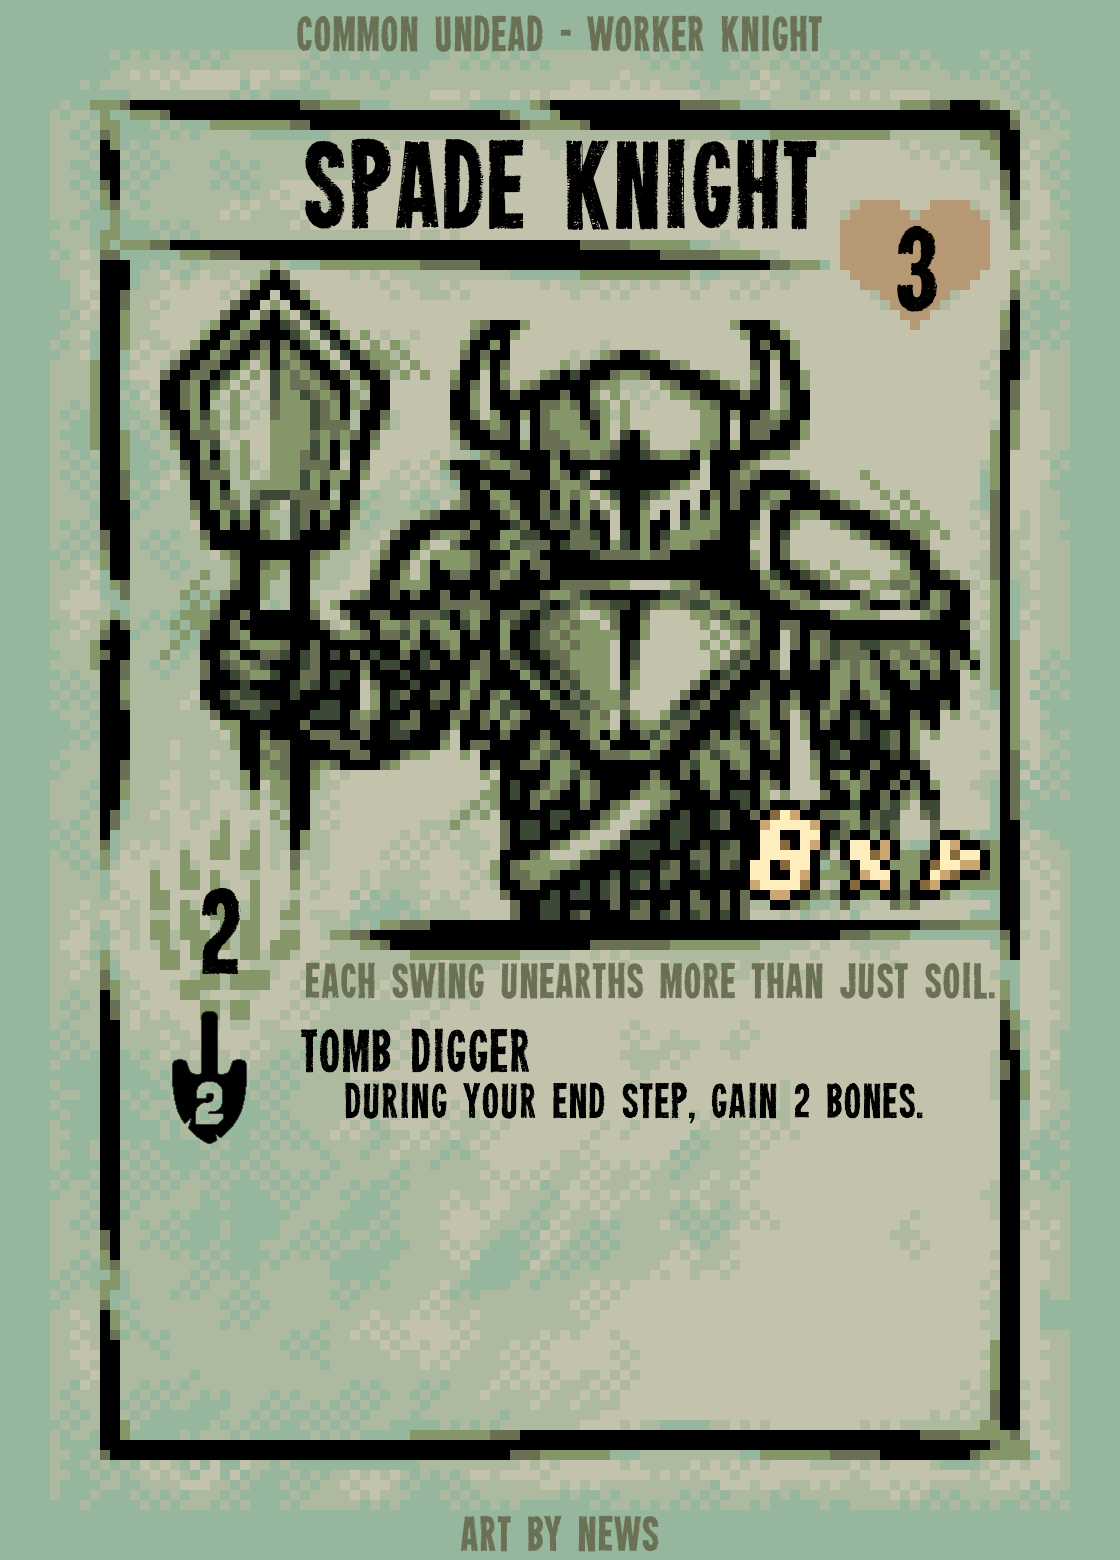 COMMON UNDEAD - WORKER KNIGHT
SPADE KNIGHT
3
8 x
2
EACH SWING UNEARTHS MORE THAN JUST SOIL.
TOMB DIGGER
2
DURING YOUR END STEP, GAIN 2 BONES.
ART BY NEWS